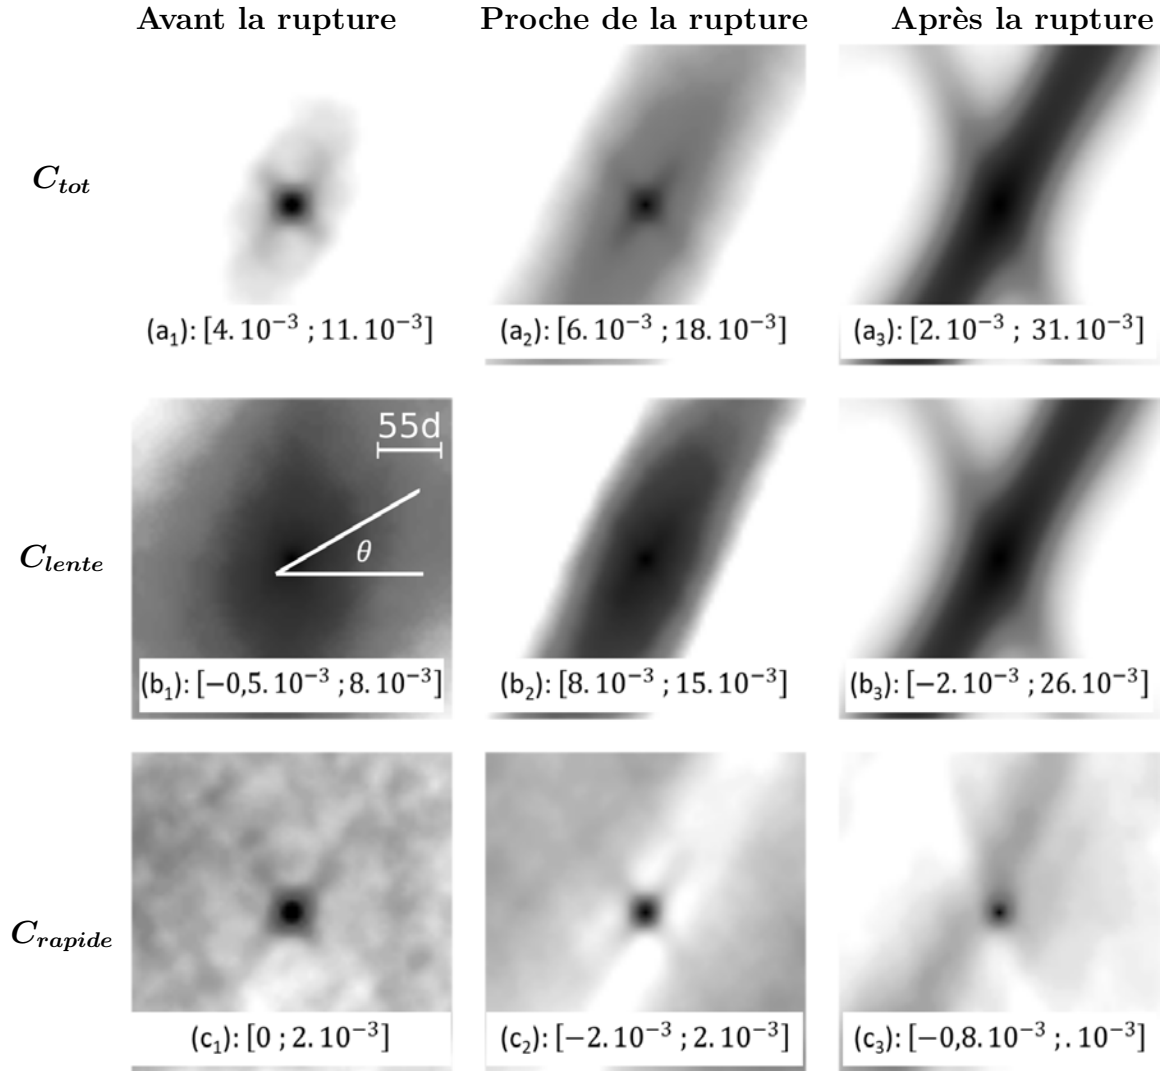 Avant la rupture Proche de la rupture Après la rupture
C_tot
(a₁): [4. 10⁻³ ; 11. 10⁻³] (a₂): [6. 10⁻³ ; 18. 10⁻³] (a₃): [2. 10⁻³ ; 31. 10⁻³]
55d
C_lente
θ
(b₁): [−0,5. 10⁻³ ; 8. 10⁻³] (b₂): [8. 10⁻³ ; 15. 10⁻³] (b₃): [−2. 10⁻³ ; 26. 10⁻³]
C_rapide
(c₁): [0 ; 2. 10⁻³] (c₂): [−2. 10⁻³ ; 2. 10⁻³] (c₃): [−0,8. 10⁻³ ; . 10⁻³]